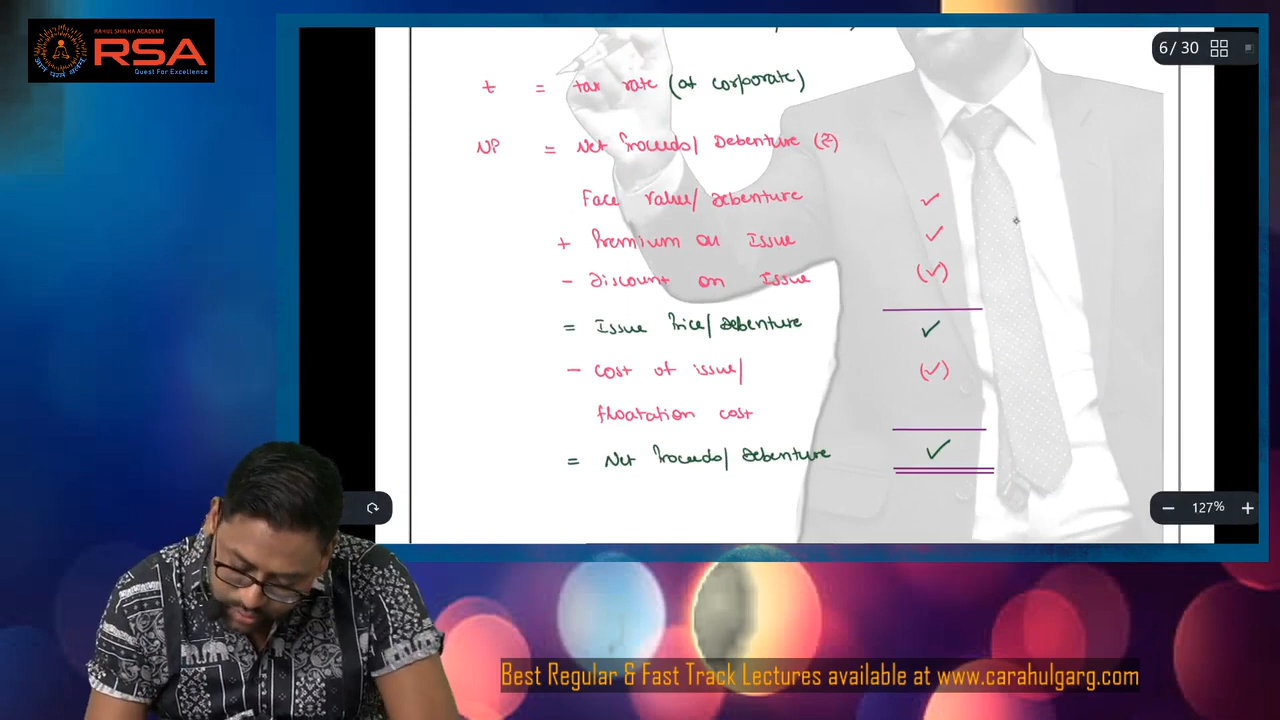 RAHUL SHIKHA ACADEMY
RSA
Quest For Excellence
6/ 30
t = tax rate (at corporate)
NP = Net Proceeds/ Debenture (₹)
Face Value/ Debenture ✓
+ Premium on Issue ✓
- Discount on Issue (✓)
= Issue Price/ Debenture ✓
- Cost of issue/ (✓)
floatation cost
= Net Proceeds/ Debenture ✓
127%
Best Regular & Fast Track Lectures available at www.carahulgarg.com